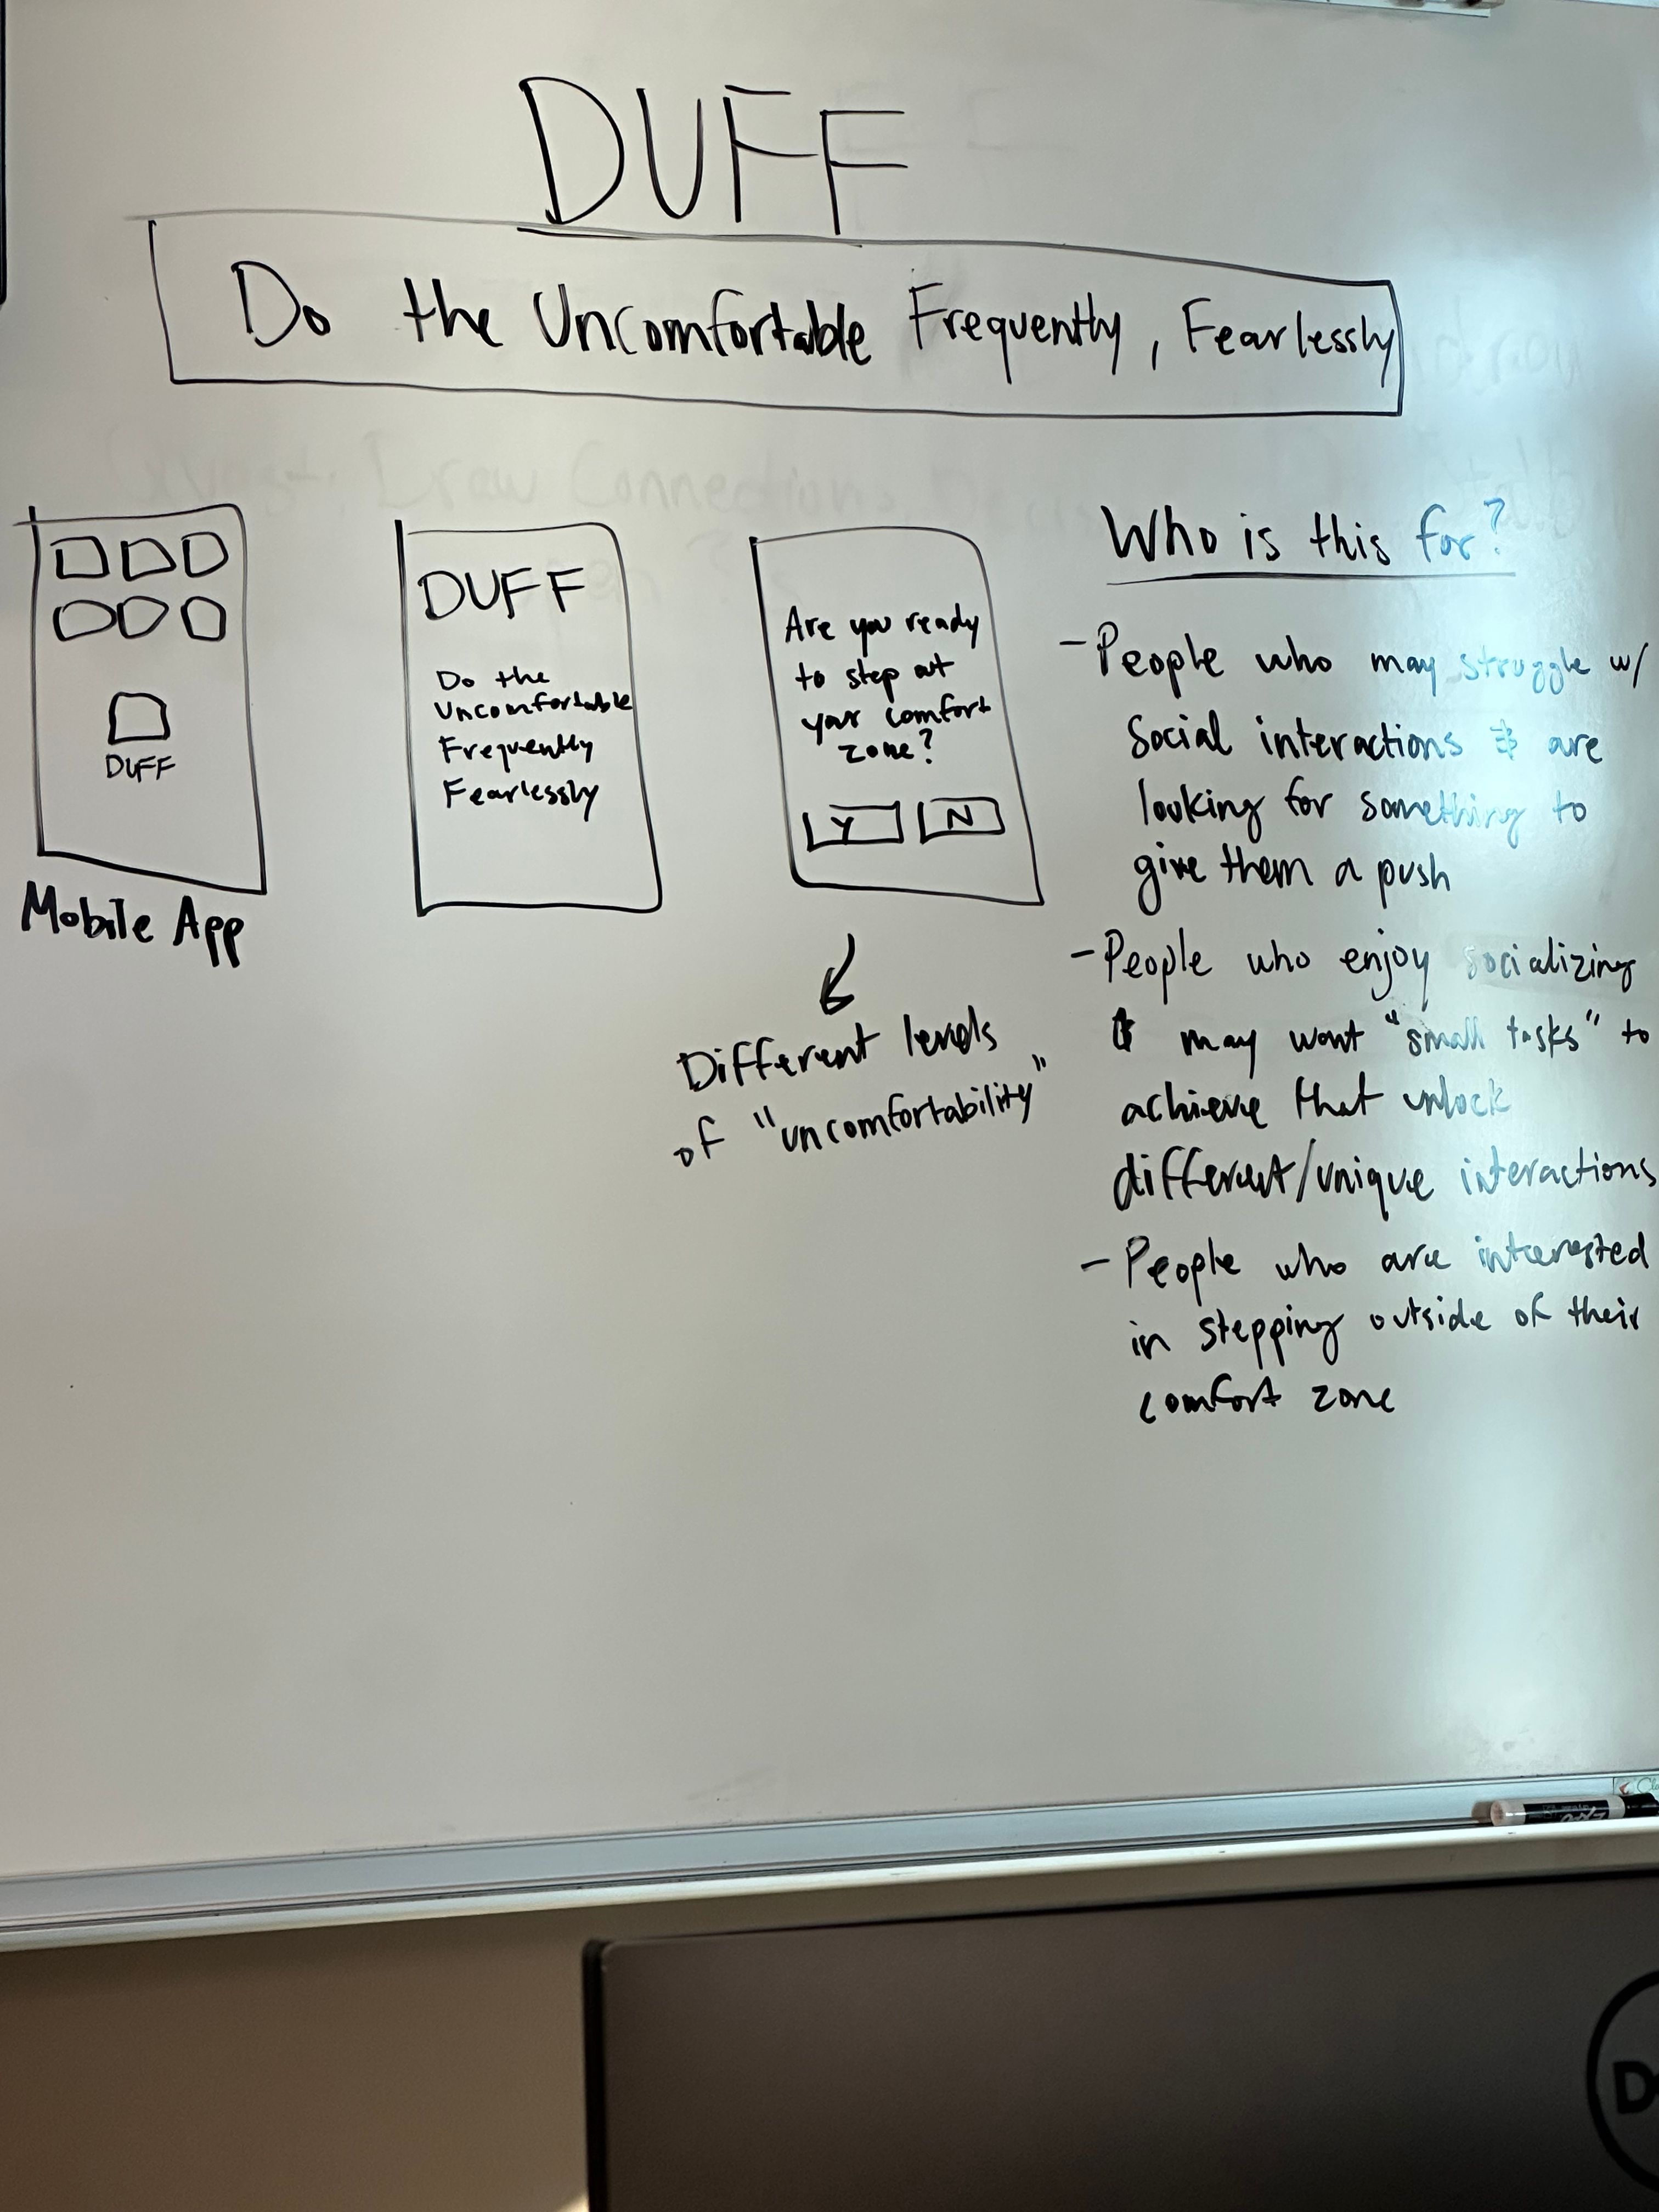 DUFF
Do the Uncomfortable Frequently, Fearlessly
DUFF
Mobile App
DUFF
Do the
Uncomfortable
Frequently
Fearlessly
Are you ready
to step out
your comfort
zone?
Y N
Different levels
of "uncomfortability"
Who is this for?
- People who may struggle w/
social interactions & are
looking for something to
give them a push
- People who enjoy socializing
& may want "small tasks" to
achieve that unlock
different/unique interactions
- People who are interested
in stepping outside of their
comfort zone
EXPO